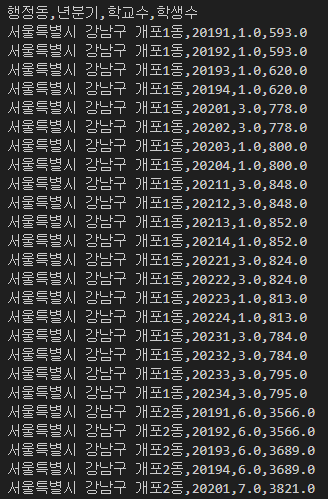 행정동,년분기,학교수,학생수
서울특별시 강남구 개포1동,20191,1.0,593.0
서울특별시 강남구 개포1동,20192,1.0,593.0
서울특별시 강남구 개포1동,20193,1.0,620.0
서울특별시 강남구 개포1동,20194,1.0,620.0
서울특별시 강남구 개포1동,20201,3.0,778.0
서울특별시 강남구 개포1동,20202,3.0,778.0
서울특별시 강남구 개포1동,20203,1.0,800.0
서울특별시 강남구 개포1동,20204,1.0,800.0
서울특별시 강남구 개포1동,20211,3.0,848.0
서울특별시 강남구 개포1동,20212,3.0,848.0
서울특별시 강남구 개포1동,20213,1.0,852.0
서울특별시 강남구 개포1동,20214,1.0,852.0
서울특별시 강남구 개포1동,20221,3.0,824.0
서울특별시 강남구 개포1동,20222,3.0,824.0
서울특별시 강남구 개포1동,20223,1.0,813.0
서울특별시 강남구 개포1동,20224,1.0,813.0
서울특별시 강남구 개포1동,20231,3.0,784.0
서울특별시 강남구 개포1동,20232,3.0,784.0
서울특별시 강남구 개포1동,20233,3.0,795.0
서울특별시 강남구 개포1동,20234,3.0,795.0
서울특별시 강남구 개포2동,20191,6.0,3566.0
서울특별시 강남구 개포2동,20192,6.0,3566.0
서울특별시 강남구 개포2동,20193,6.0,3689.0
서울특별시 강남구 개포2동,20194,6.0,3689.0
서울특별시 강남구 개포2동,20201,7.0,3821.0